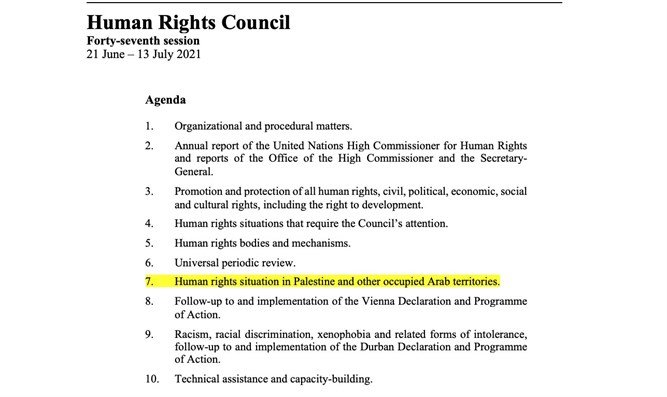 Human Rights Council
Forty-seventh session
21 June – 13 July 2021
Agenda
1. Organizational and procedural matters.
2. Annual report of the United Nations High Commissioner for Human Rights
and reports of the Office of the High Commissioner and the Secretary-
General.
3. Promotion and protection of all human rights, civil, political, economic, social
and cultural rights, including the right to development.
4. Human rights situations that require the Council's attention.
5. Human rights bodies and mechanisms.
6. Universal periodic review.
7. Human rights situation in Palestine and other occupied Arab territories.
8. Follow-up to and implementation of the Vienna Declaration and Programme
of Action.
9. Racism, racial discrimination, xenophobia and related forms of intolerance,
follow-up to and implementation of the Durban Declaration and Programme
of Action.
10. Technical assistance and capacity-building.